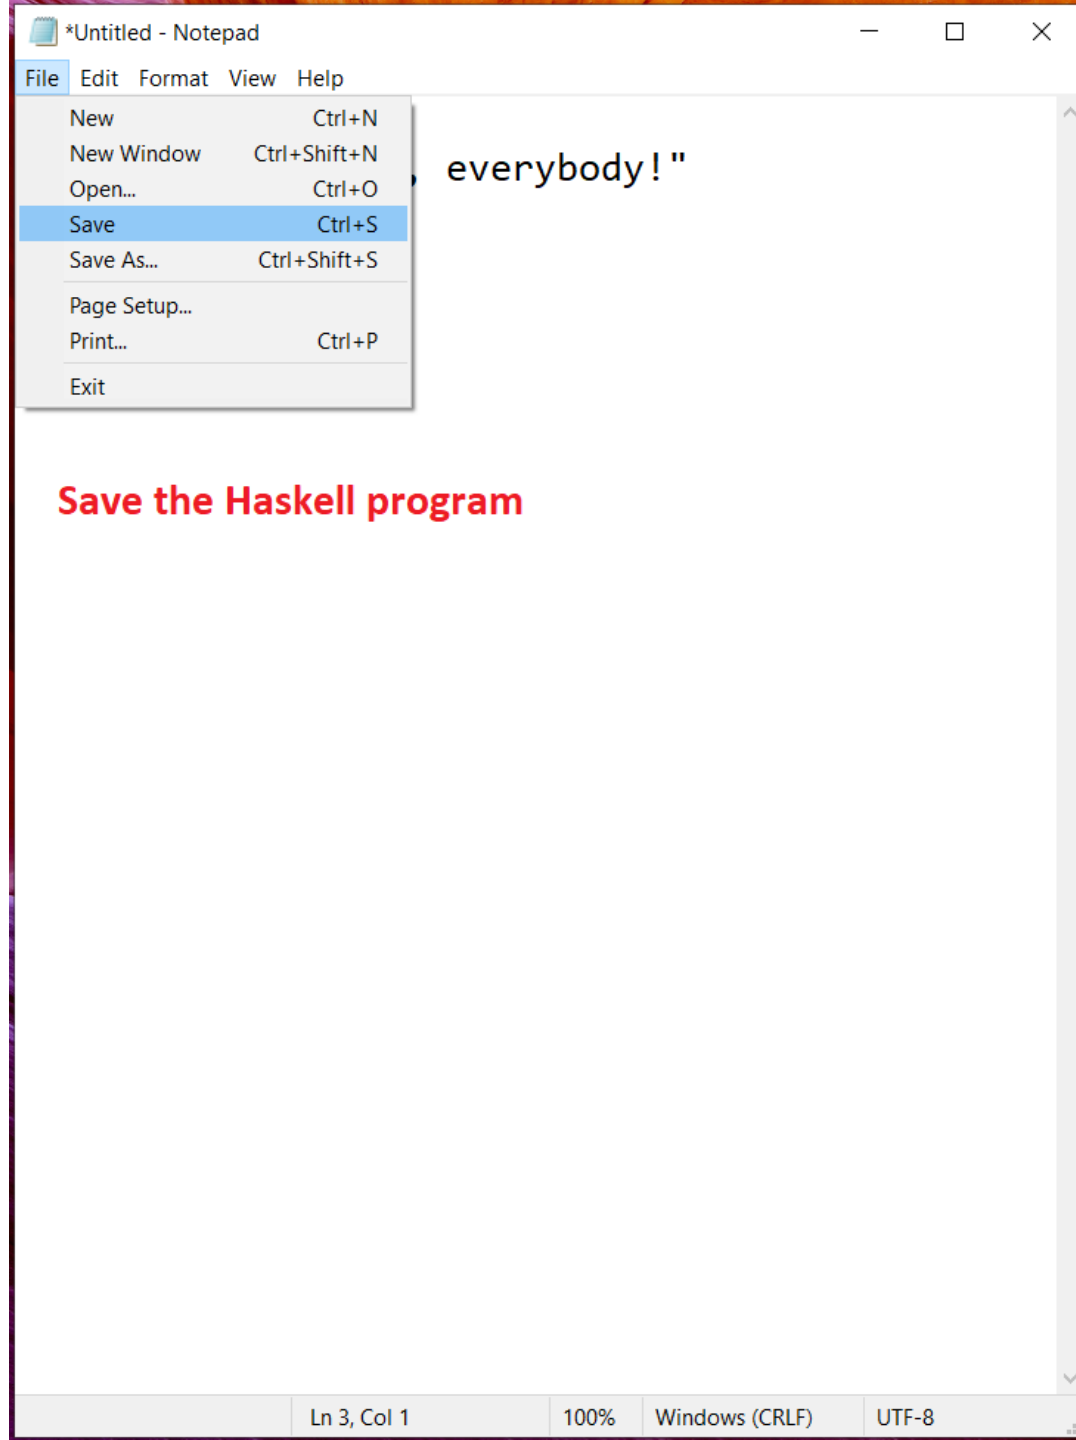 *Untitled - Notepad
File Edit Format View Help
New Ctrl+N
New Window Ctrl+Shift+N
, everybody!"
Open... Ctrl+O
Save Ctrl+S
Save As... Ctrl+Shift+S
Page Setup...
Print... Ctrl+P
Exit
Save the Haskell program
Ln 3, Col 1 100% Windows (CRLF) UTF-8